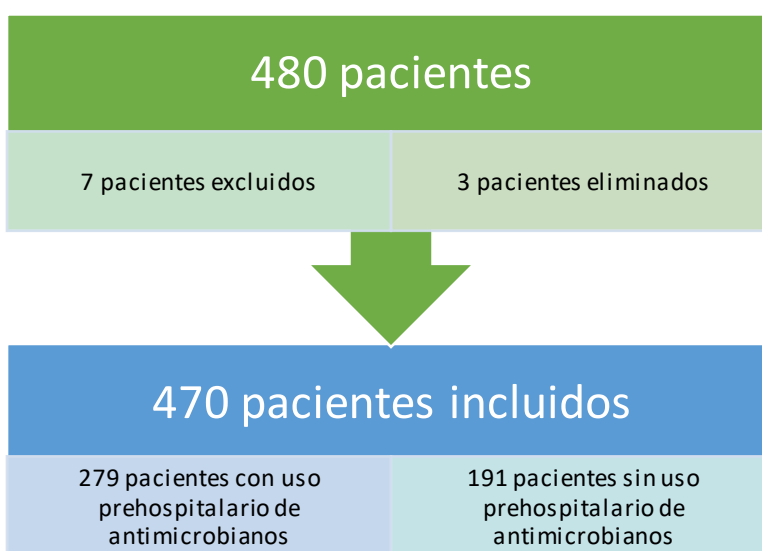 480 pacientes
7 pacientes excluidos
3 pacientes eliminados
470 pacientes incluidos
279 pacientes con uso
prehospitalario de
antimicrobianos
191 pacientes sin uso
prehospitalario de
antimicrobianos